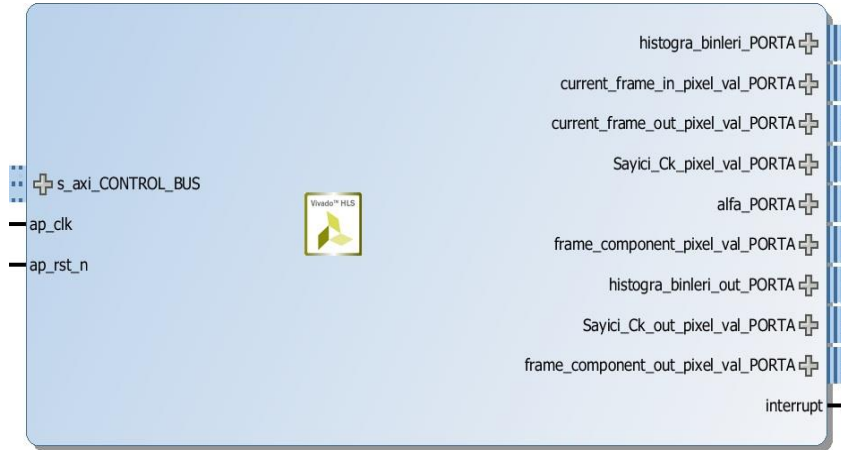 histogra_binleri_PORTA
current_frame_in_pixel_val_PORTA
current_frame_out_pixel_val_PORTA
Sayici_Ck_pixel_val_PORTA
s_axi_CONTROL_BUS
Vivado™ HLS
alfa_PORTA
ap_clk
frame_component_pixel_val_PORTA
ap_rst_n
histogra_binleri_out_PORTA
Sayici_Ck_out_pixel_val_PORTA
frame_component_out_pixel_val_PORTA
interrupt